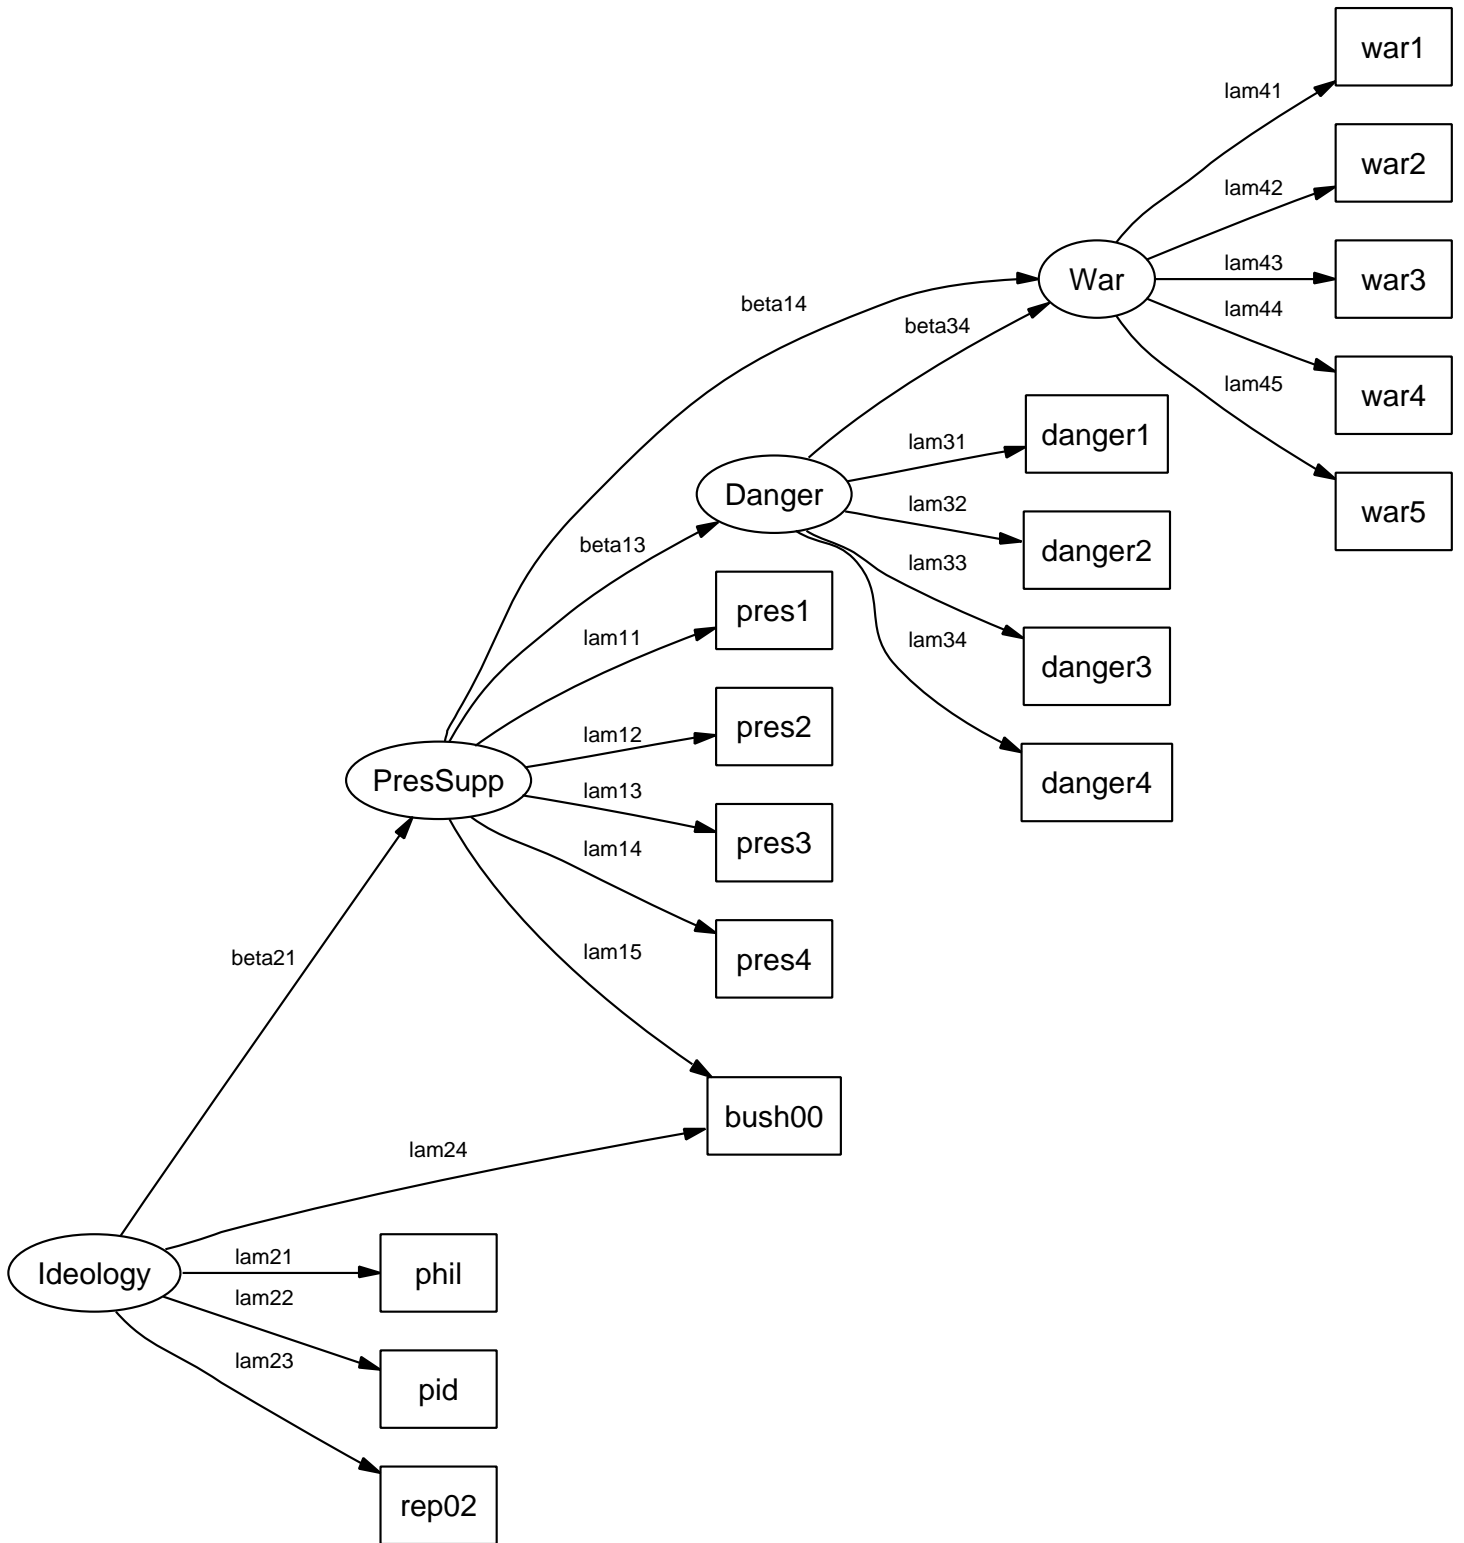 war1
lam41
war2
lam42
lam43
War
war3
beta14
lam44
beta34
lam45
war4
danger1
lam31
Danger
lam32
war5
beta13
danger2
lam33
pres1
lam11
lam34
danger3
pres2
lam12
PresSupp
danger4
lam13
pres3
lam14
beta21
lam15
pres4
bush00
lam24
lam21
Ideology
phil
lam22
lam23
pid
rep02